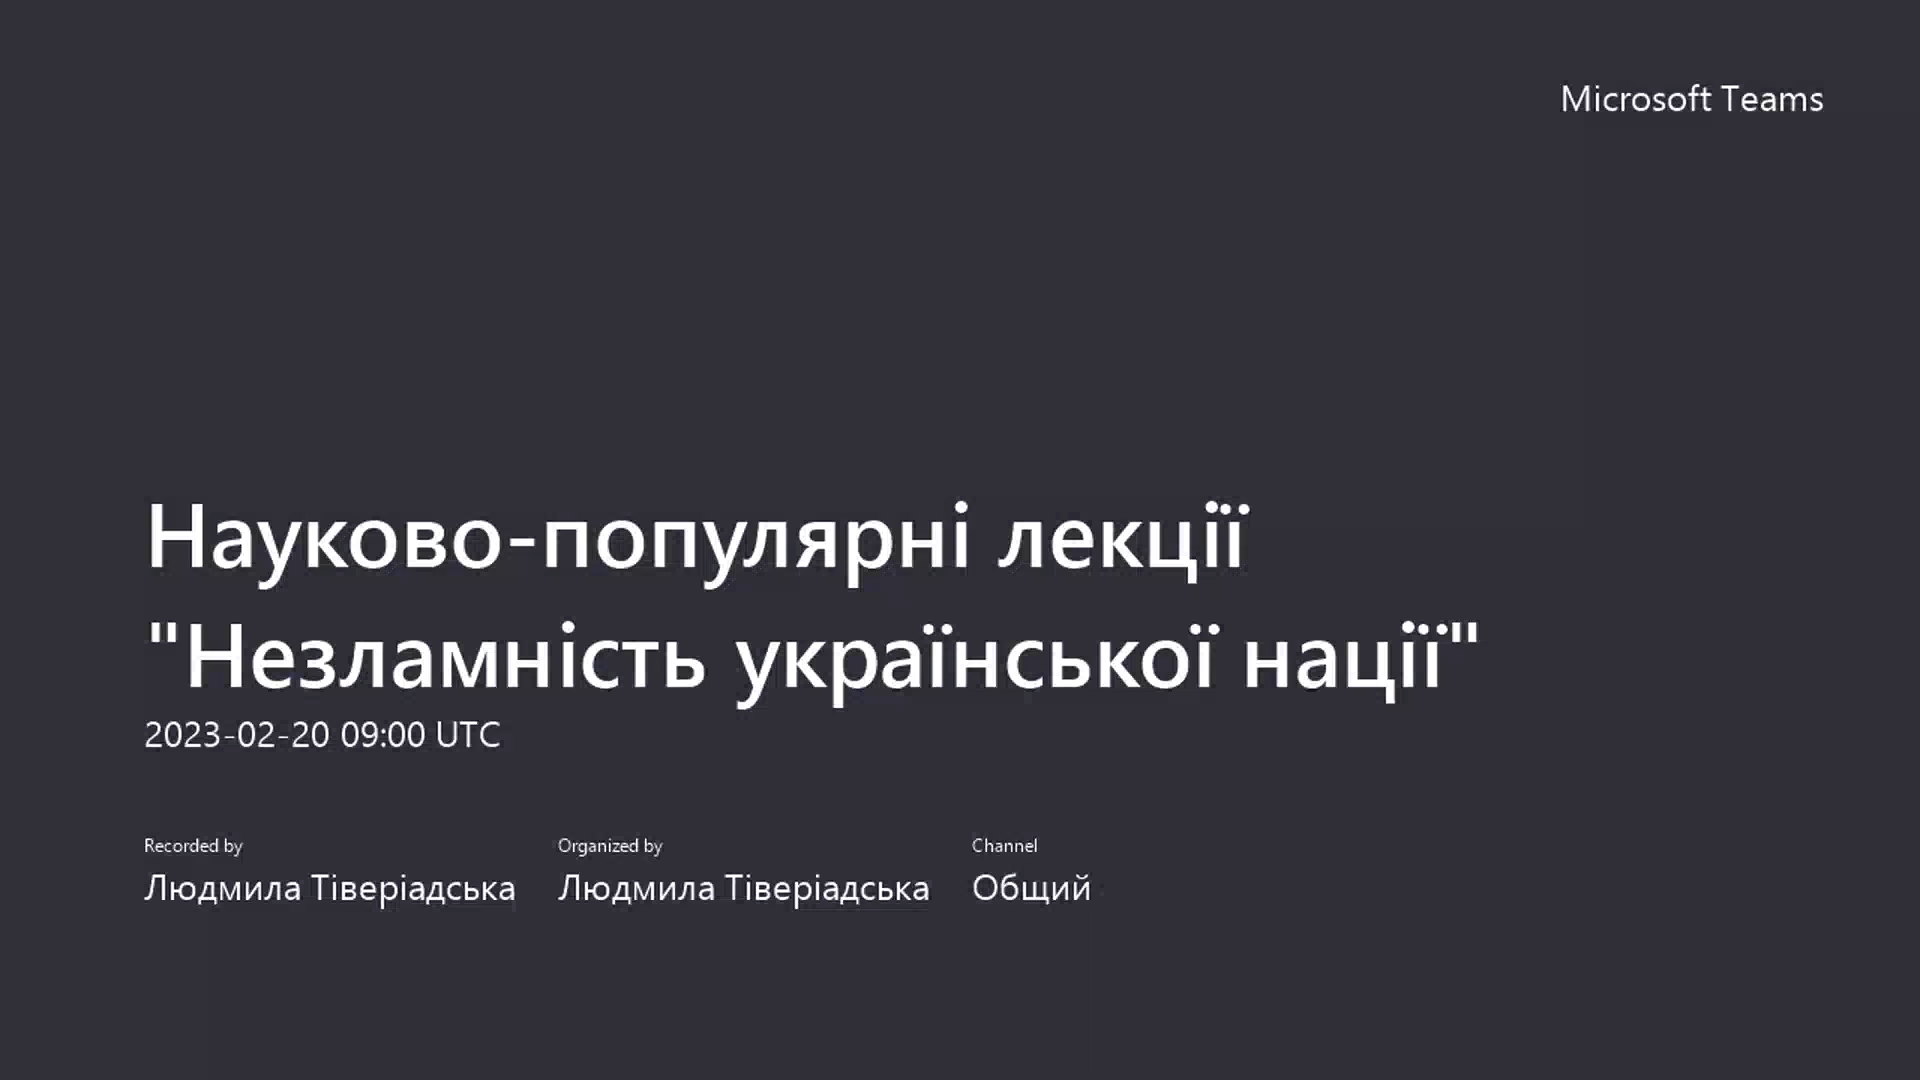 Microsoft Teams
Науково-популярні лекції
"Незламність української нації"
2023-02-20 09:00 UTC
Recorded by
Людмила Тіверіадська
Organized by
Людмила Тіверіадська
Channel
Общий